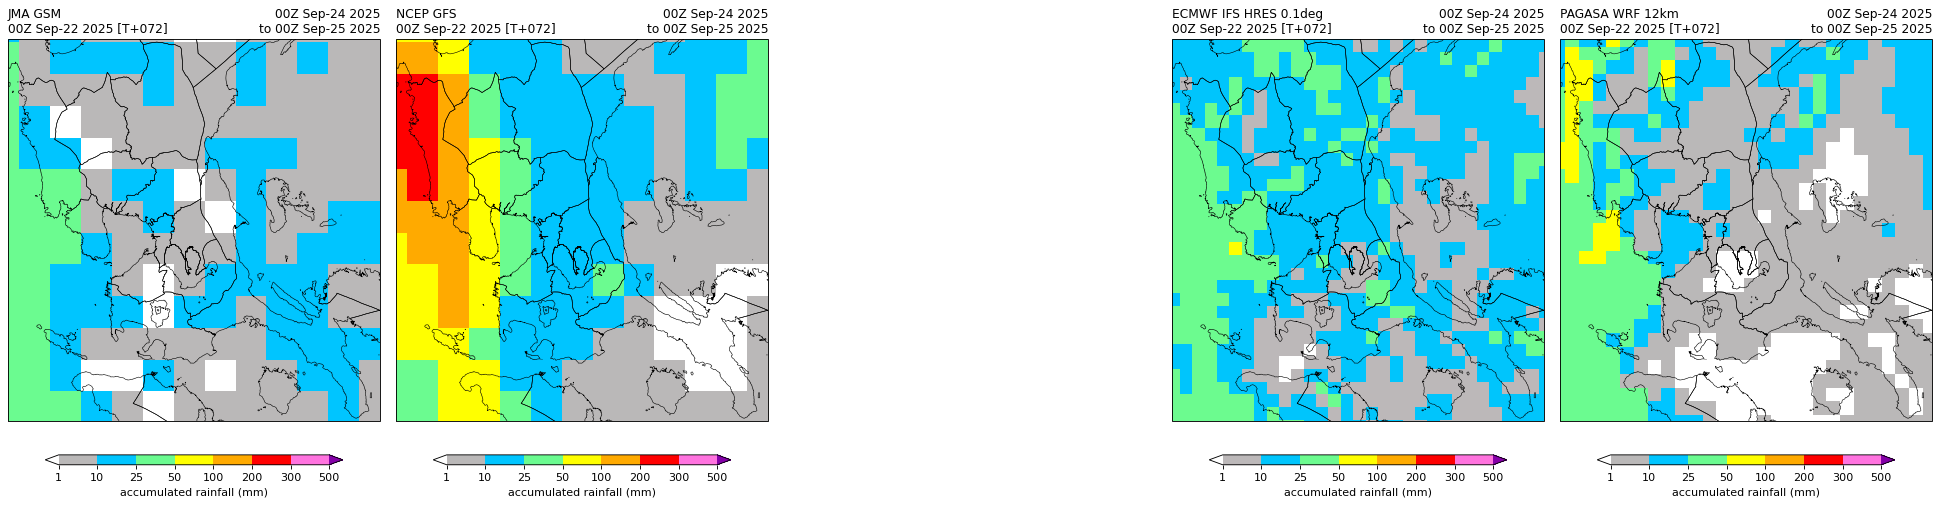 JMA GSM 00Z Sep-24 2025
00Z Sep-22 2025 [T+072] to 00Z Sep-25 2025
1 10 25 50 100 200 300 500
accumulated rainfall (mm)
NCEP GFS 00Z Sep-24 2025
00Z Sep-22 2025 [T+072] to 00Z Sep-25 2025
1 10 25 50 100 200 300 500
accumulated rainfall (mm)
ECMWF IFS HRES 0.1deg 00Z Sep-24 2025
00Z Sep-22 2025 [T+072] to 00Z Sep-25 2025
1 10 25 50 100 200 300 500
accumulated rainfall (mm)
PAGASA WRF 12km 00Z Sep-24 2025
00Z Sep-22 2025 [T+072] to 00Z Sep-25 2025
1 10 25 50 100 200 300 500
accumulated rainfall (mm)